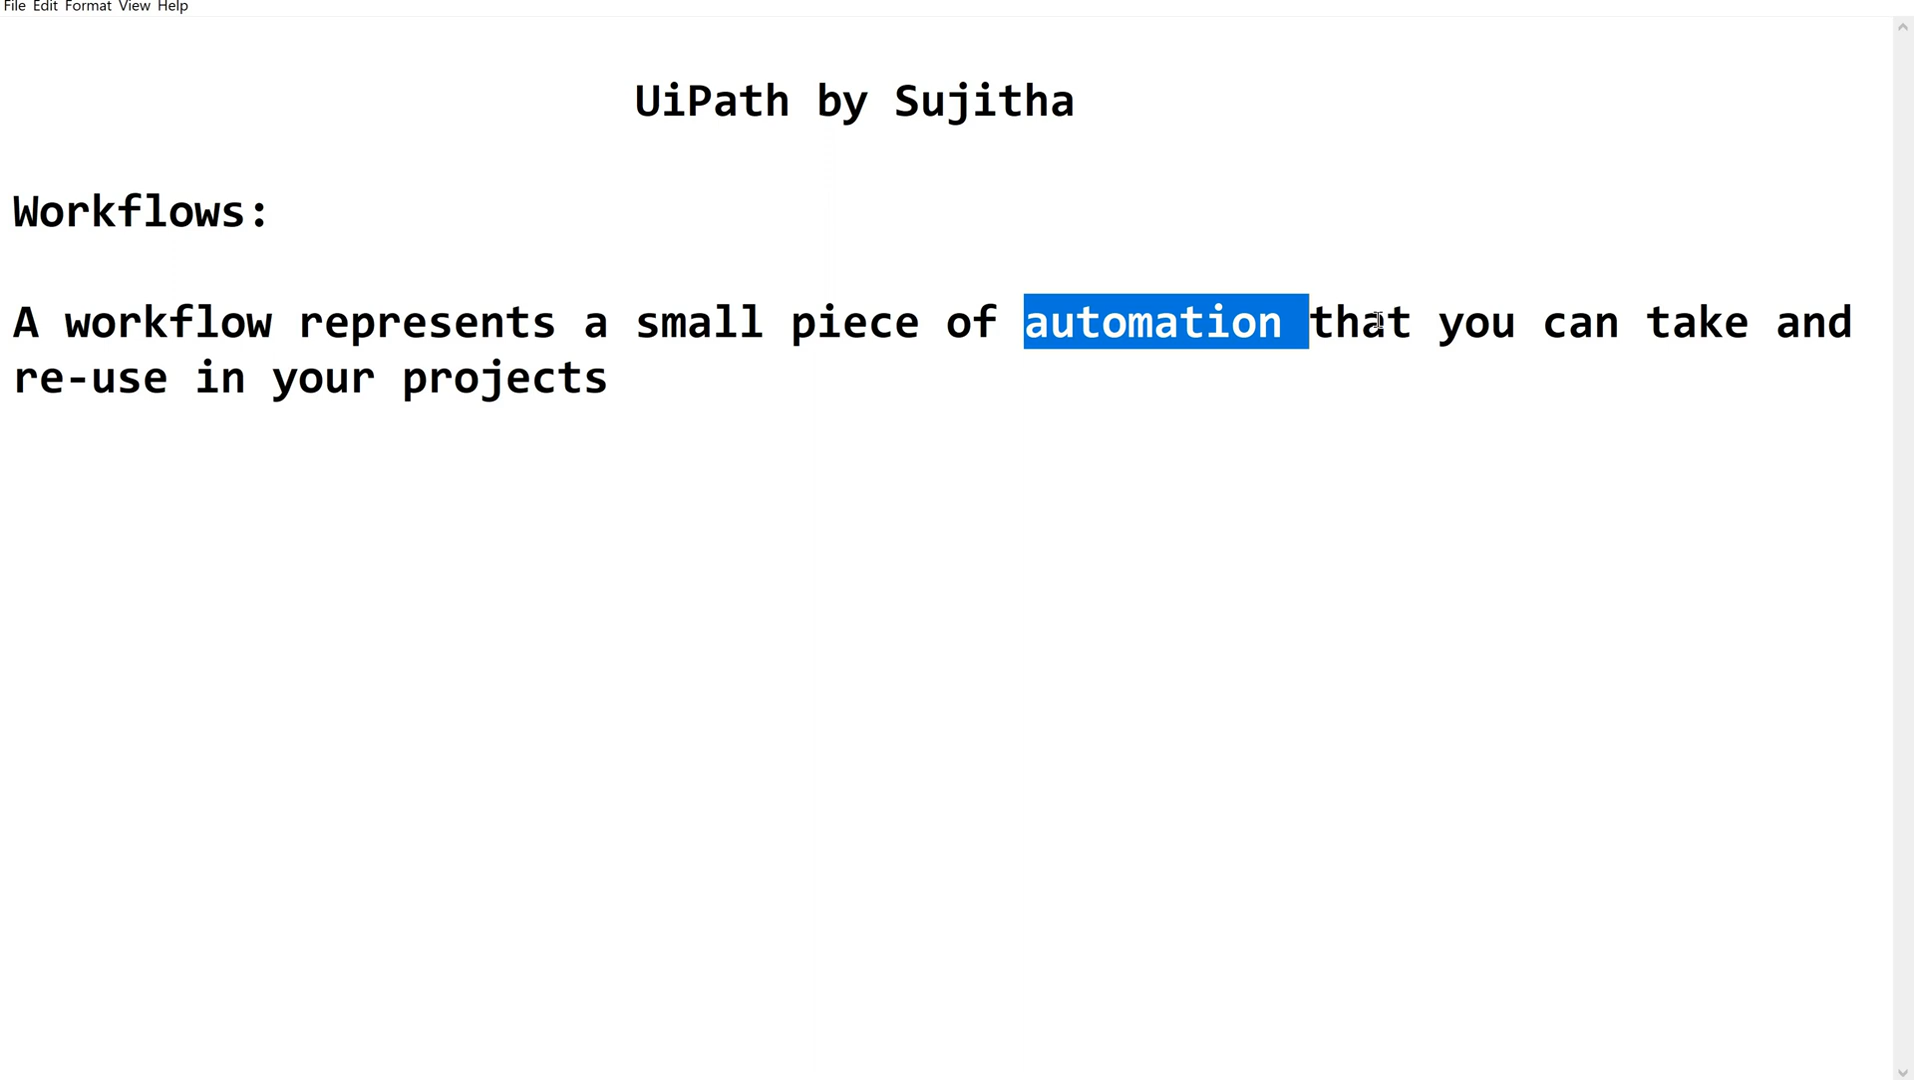 File Edit Format View Help
UiPath by Sujitha
Workflows:
A workflow represents a small piece of automation that you can take and
re-use in your projects